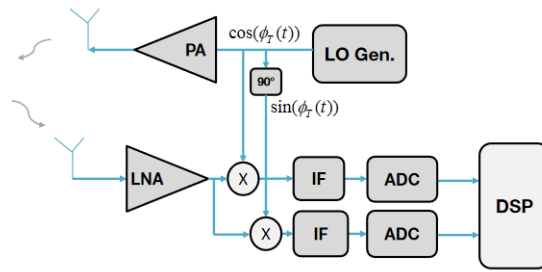 cos(ϕ_T(t))
PA
LO Gen.
90°
sin(ϕ_T(t))
LNA
X
IF
ADC
DSP
X
IF
ADC